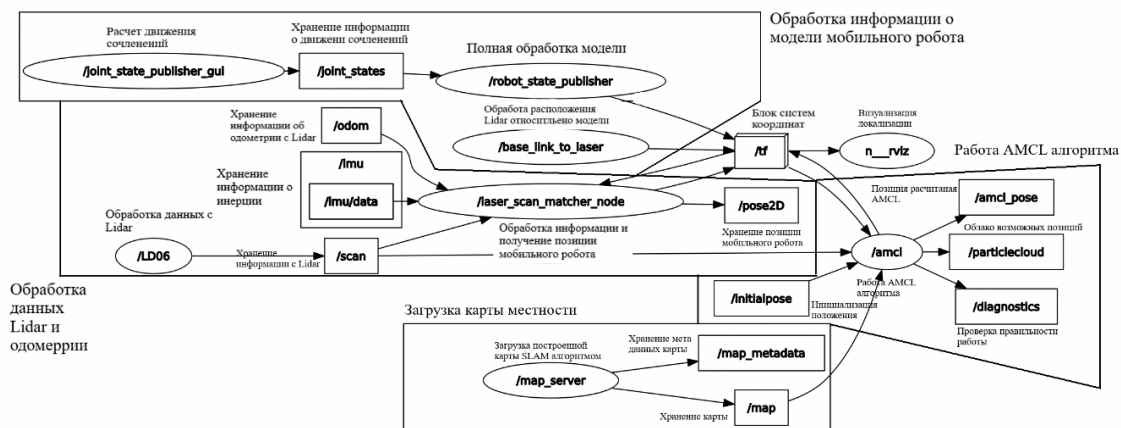 Обработка информации о
модели мобильного робота
Расчет движения
сочленений
/joint_state_publisher_gui
Хранение информации
о движени сочленений
/joint_states
Полная обработка модели
/robot_state_publisher
Хранение
информации об
одометрии с Lidar
/odom
Обработа расположения
Lidar относитльено модели
/base_link_to_laser
Блок систем
координат
/tf
Визуализация
локализации
n___rviz
Работа AMCL алгоритма
/imu
Хранение
информации о
инерции
/imu/data
/laser_scan_matcher_node
/pose2D
Хранение позиции
мобильного робота
Позиция расчитаная
AMCL
/amcl_pose
Обработка данных с
Lidar
/LD06
Хранение
информации с Lidar
/scan
Обработка информации и
получение позиции
мобильного робота
/amcl
Облако возможных позиций
/particlecloud
Работа AMCL
алгоритма
/initialpose
Инициализация
положения
/diagnostics
Проверка правильности
работы
Обработка
данных
Lidar и
одомеррии
Загрузка карты местности
Загрузка построенной
карты SLAM алгоритмом
/map_server
Хранение мета
данных карты
/map_metadata
Хранение карты
/map